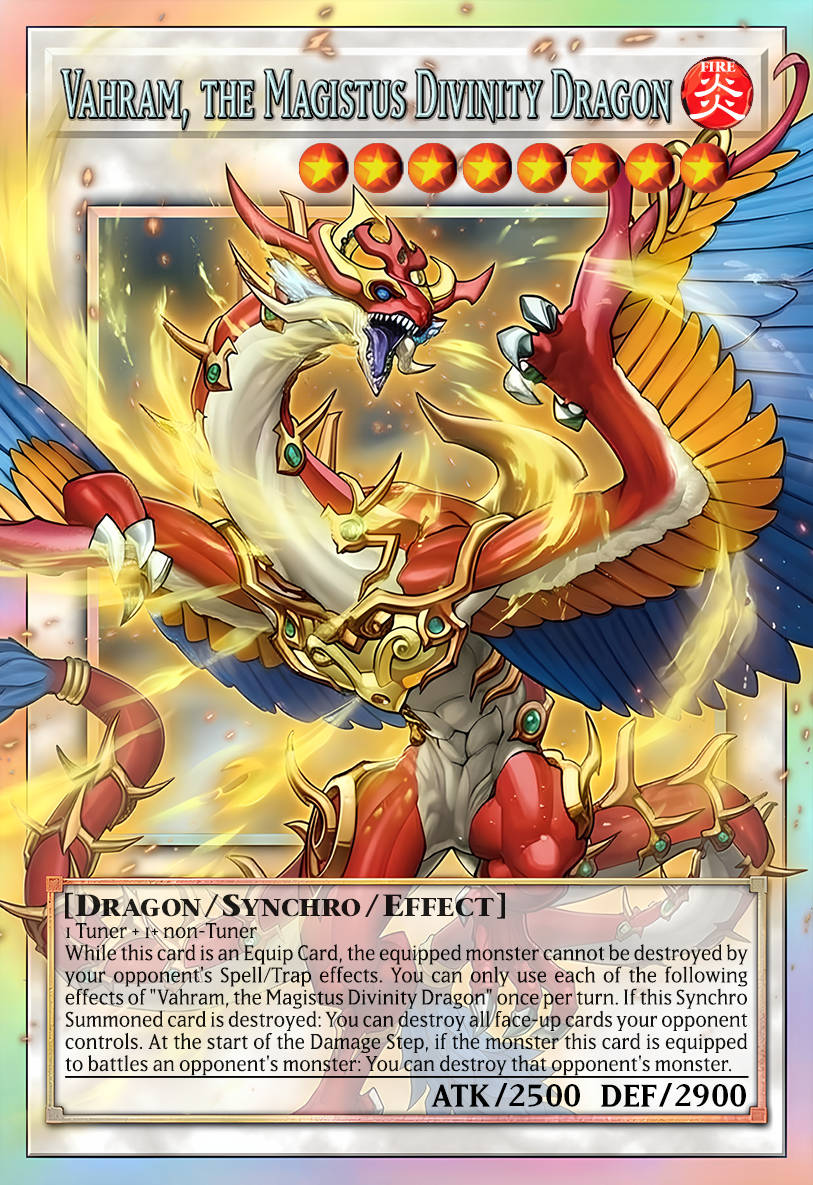 Vahram, the Magistus Divinity Dragon
FIRE
炎
[Dragon/Synchro/Effect]
1 Tuner + 1+ non-Tuner
While this card is an Equip Card, the equipped monster cannot be destroyed by
your opponent's Spell/Trap effects. You can only use each of the following
effects of "Vahram, the Magistus Divinity Dragon" once per turn. If this Synchro
Summoned card is destroyed: You can destroy all face-up cards your opponent
controls. At the start of the Damage Step, if the monster this card is equipped
to battles an opponent's monster: You can destroy that opponent's monster.
ATK/2500 DEF/2900